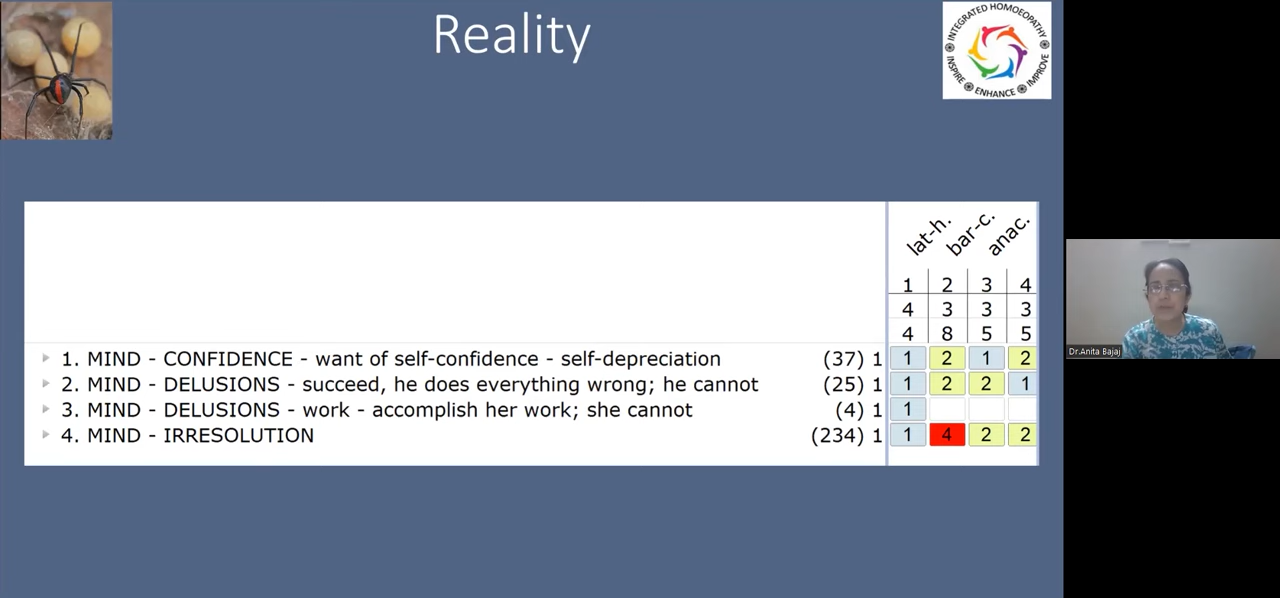 Reality
INTEGRATED HOMOEOPATHY
INSPIRE ENHANCE IMPROVE
lat-h. bar-c. anac.
1 2 3 4
4 3 3 3
4 8 5 5
1. MIND - CONFIDENCE - want of self-confidence - self-depreciation (37) 1 1 2 1 2
2. MIND - DELUSIONS - succeed, he does everything wrong; he cannot (25) 1 1 2 2 1
3. MIND - DELUSIONS - work - accomplish her work; she cannot (4) 1 1
4. MIND - IRRESOLUTION (234) 1 1 4 2 2
Dr.Anita Bajaj